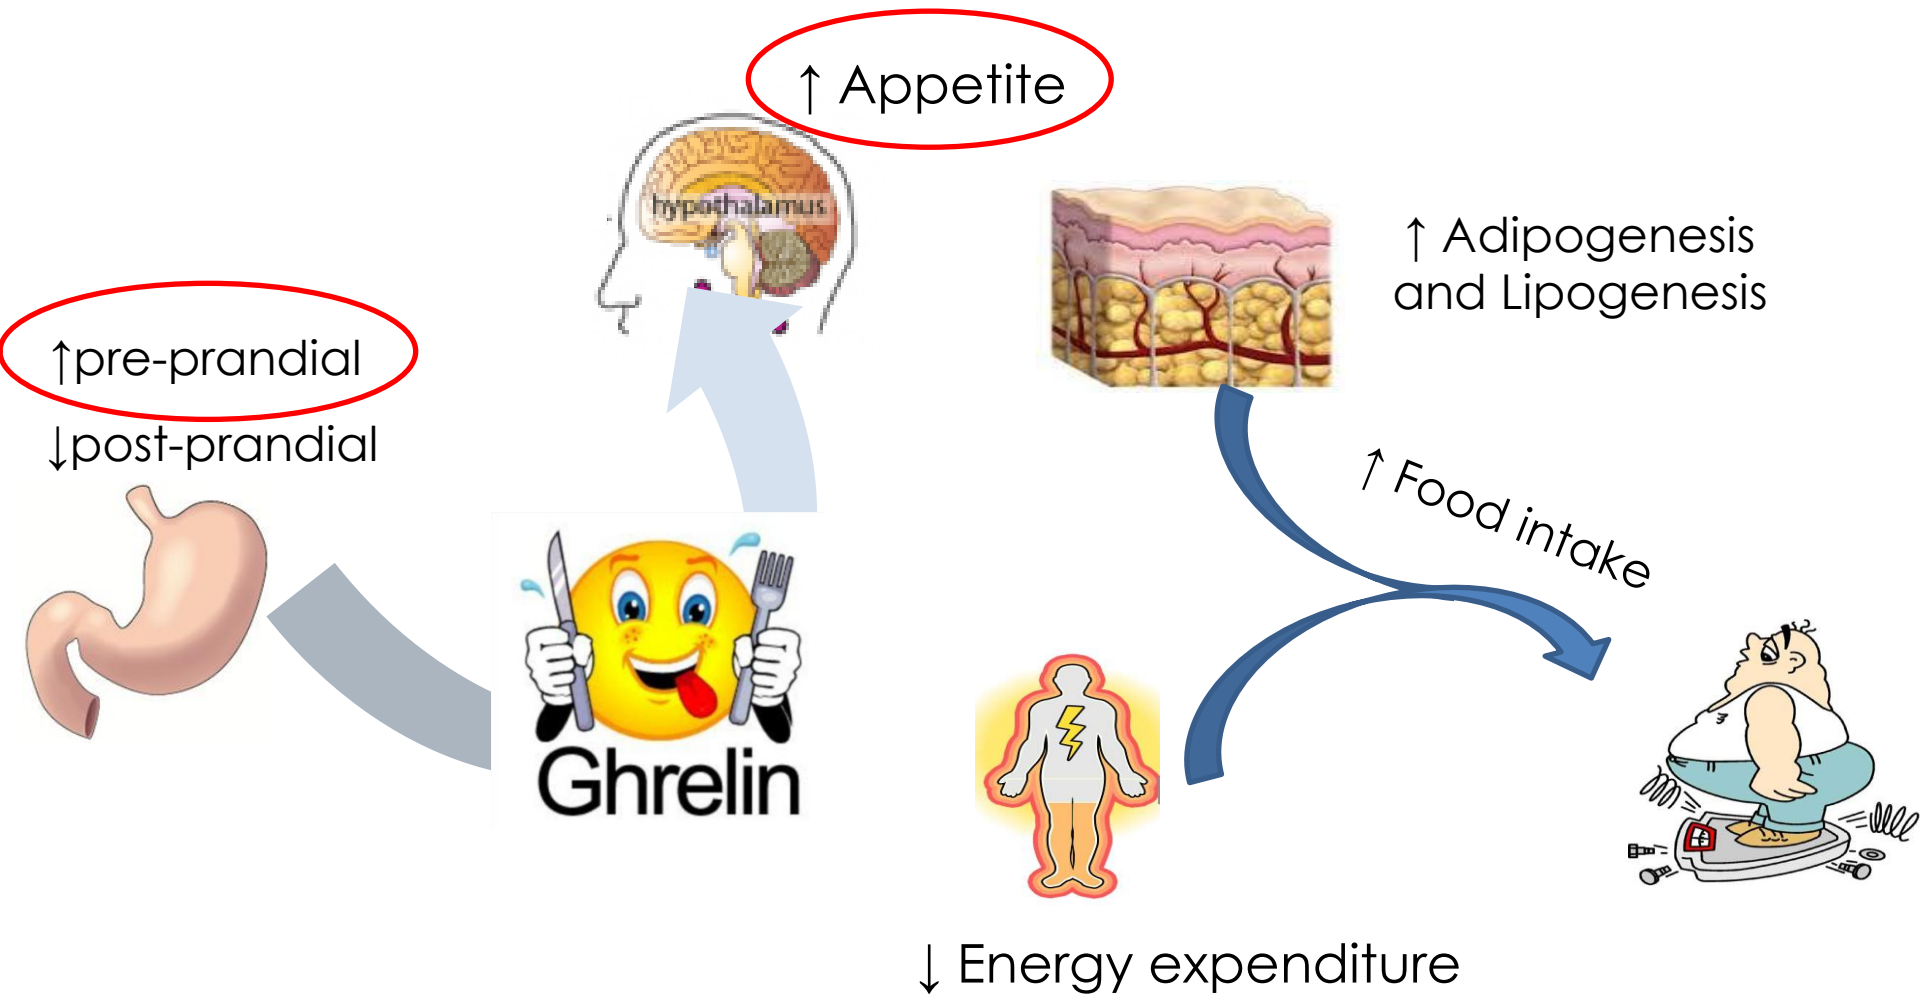 ↑ Appetite
hypothalamus
↑ Adipogenesis
and Lipogenesis
↑pre-prandial
↓post-prandial
↑ Food intake
Ghrelin
↓ Energy expenditure